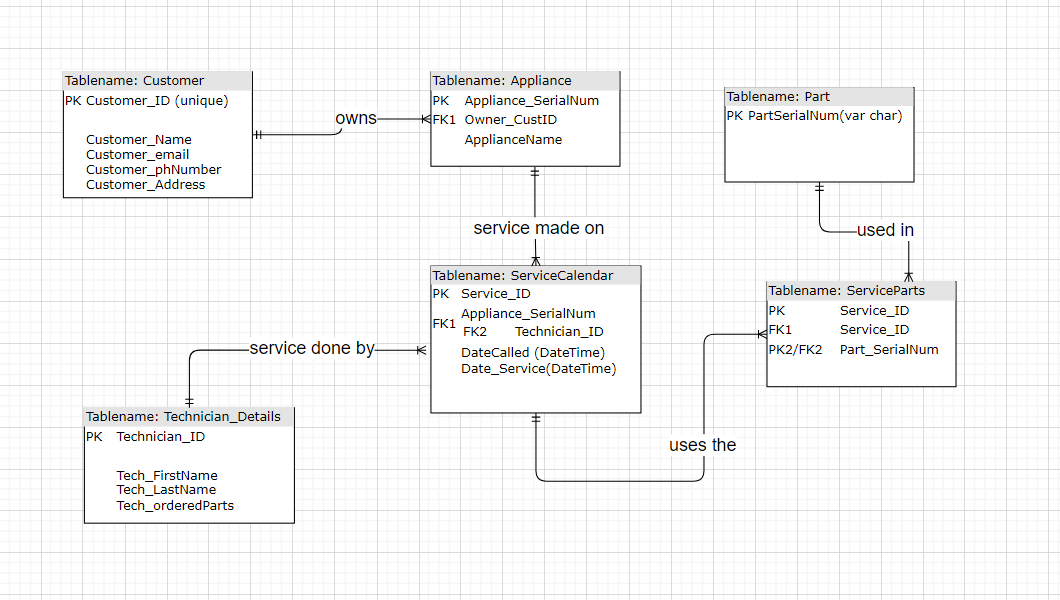 Tablename: Customer
PK Customer_ID (unique)
Customer_Name
Customer_email
Customer_phNumber
Customer_Address
owns
Tablename: Appliance
PK Appliance_SerialNum
FK1 Owner_CustID
ApplianceName
Tablename: Part
PK PartSerialNum(var char)
service made on
used in
Tablename: ServiceCalendar
PK Service_ID
Appliance_SerialNum
FK1
FK2 Technician_ID
DateCalled (DateTime)
Date_Service(DateTime)
Tablename: ServiceParts
PK Service_ID
FK1 Service_ID
PK2/FK2 Part_SerialNum
service done by
Tablename: Technician_Details
PK Technician_ID
Tech_FirstName
Tech_LastName
Tech_orderedParts
uses the